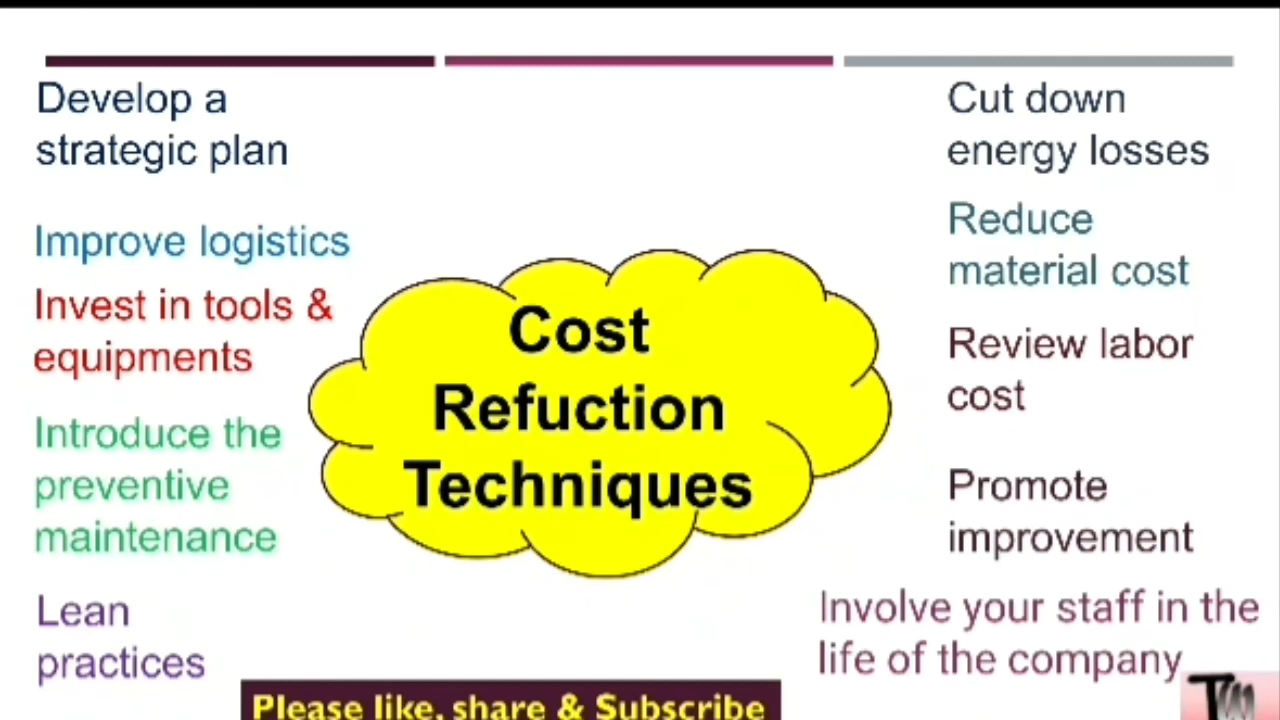 Develop a
strategic plan
Improve logistics
Invest in tools &
equipments
Introduce the
preventive
maintenance
Lean
practices
Cost
Refuction
Techniques
Cut down
energy losses
Reduce
material cost
Review labor
cost
Promote
improvement
Involve your staff in the
life of the company
Please like, share & Subscribe